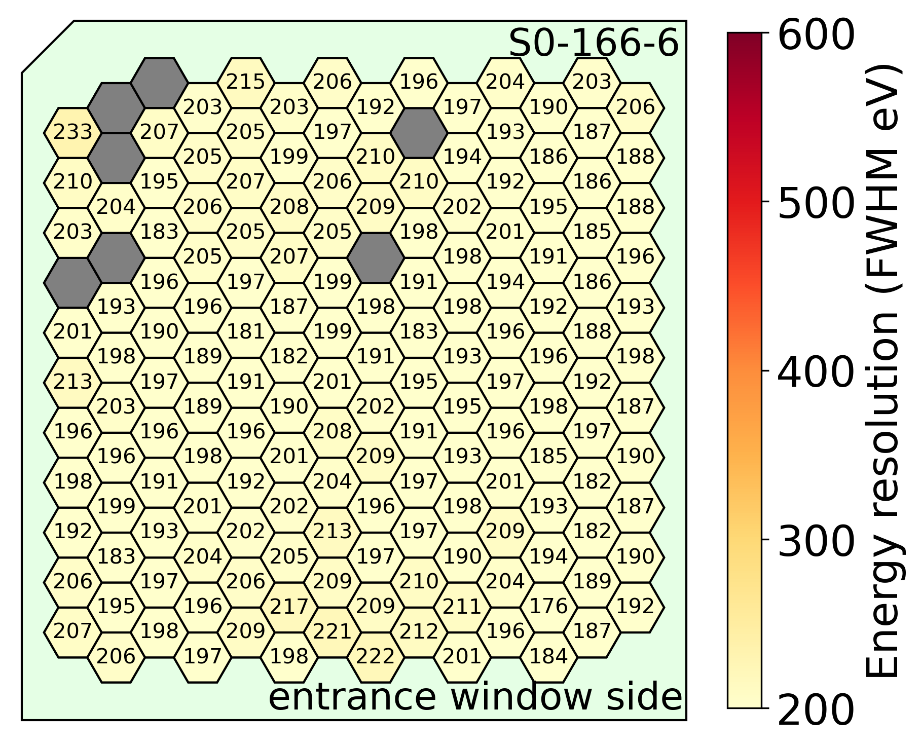 S0-166-6
215 206 196 204 203
203 203 192 197 190 206
233 207 205 197 193 187
205 199 210 194 186 188
210 195 207 206 210 192 186
204 206 208 209 202 195 188
203 183 205 205 198 201 185
205 207 198 191 196
196 197 199 191 194 186
193 196 187 198 198 192 193
201 190 181 199 183 196 188
198 189 182 191 193 196 198
213 197 191 201 195 197 192
203 189 190 202 195 198 187
196 196 196 208 191 196 197
196 198 201 209 193 185 190
198 191 192 204 197 201 182
199 201 202 196 198 193 187
192 193 202 213 197 209 182
183 204 205 197 190 194 190
206 197 206 209 210 204 189
195 196 217 209 211 176 192
207 198 209 221 212 196 187
206 197 198 222 201 184
entrance window side
600
500
400
300
200
Energy resolution (FWHM eV)